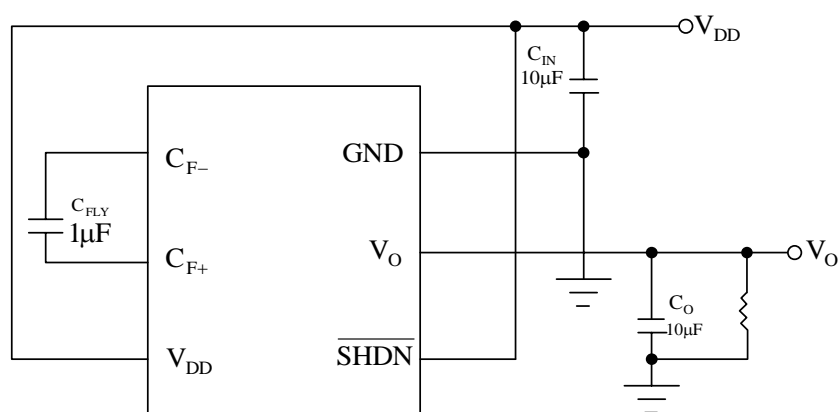 V_DD
C_IN
10μF
C_F−
GND
C_FLY
1μF
C_F+
V_O
V_O
C_O
10μF
V_DD
SHDN